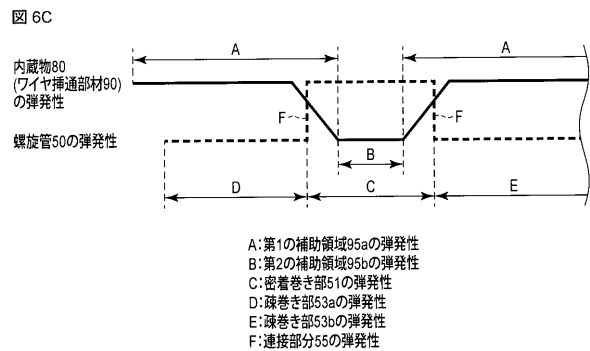 図 6C
A
A
内蔵物80
(ワイヤ挿通部材90)
の弾発性
F
F
螺旋管50の弾発性
B
D
C
E
A:第1の補助領域95aの弾発性
B:第2の補助領域95bの弾発性
C:密着巻き部51の弾発性
D:疎巻き部53aの弾発性
E:疎巻き部53bの弾発性
F:連接部分55の弾発性